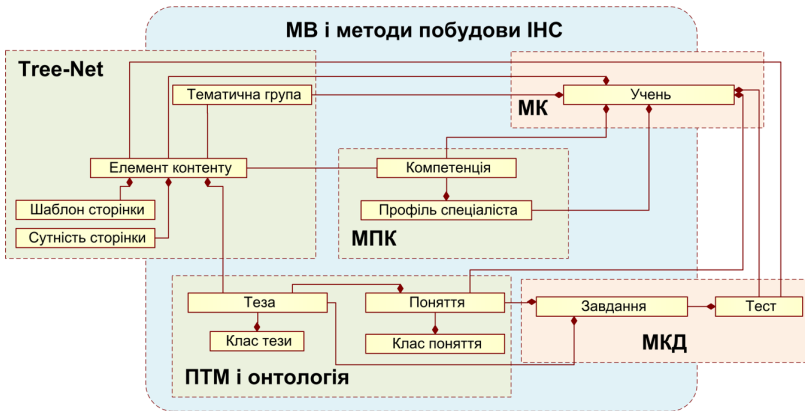 МВ і методи побудови ІНС
Tree-Net
Тематична група
Учень
МК
Елемент контенту
Компетенція
Шаблон сторінки
Профіль спеціаліста
Сутність сторінки
МПК
Теза
Поняття
Завдання
Тест
Клас тези
Клас поняття
МКД
ПТМ і онтологія